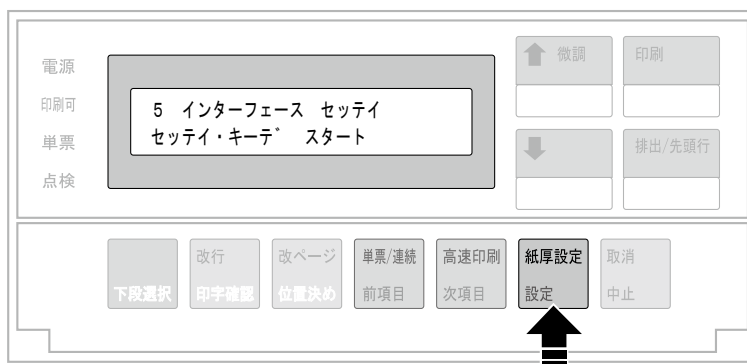 電源
印刷可
単票
点検
5 インターフェース セッテイ
セッテイ・キーデ゛ スタート
微調
印刷
排出/先頭行
下段選択
改行
印字確認
改ページ
位置決め
単票/連続
前項目
高速印刷
次項目
紙厚設定
設定
取消
中止